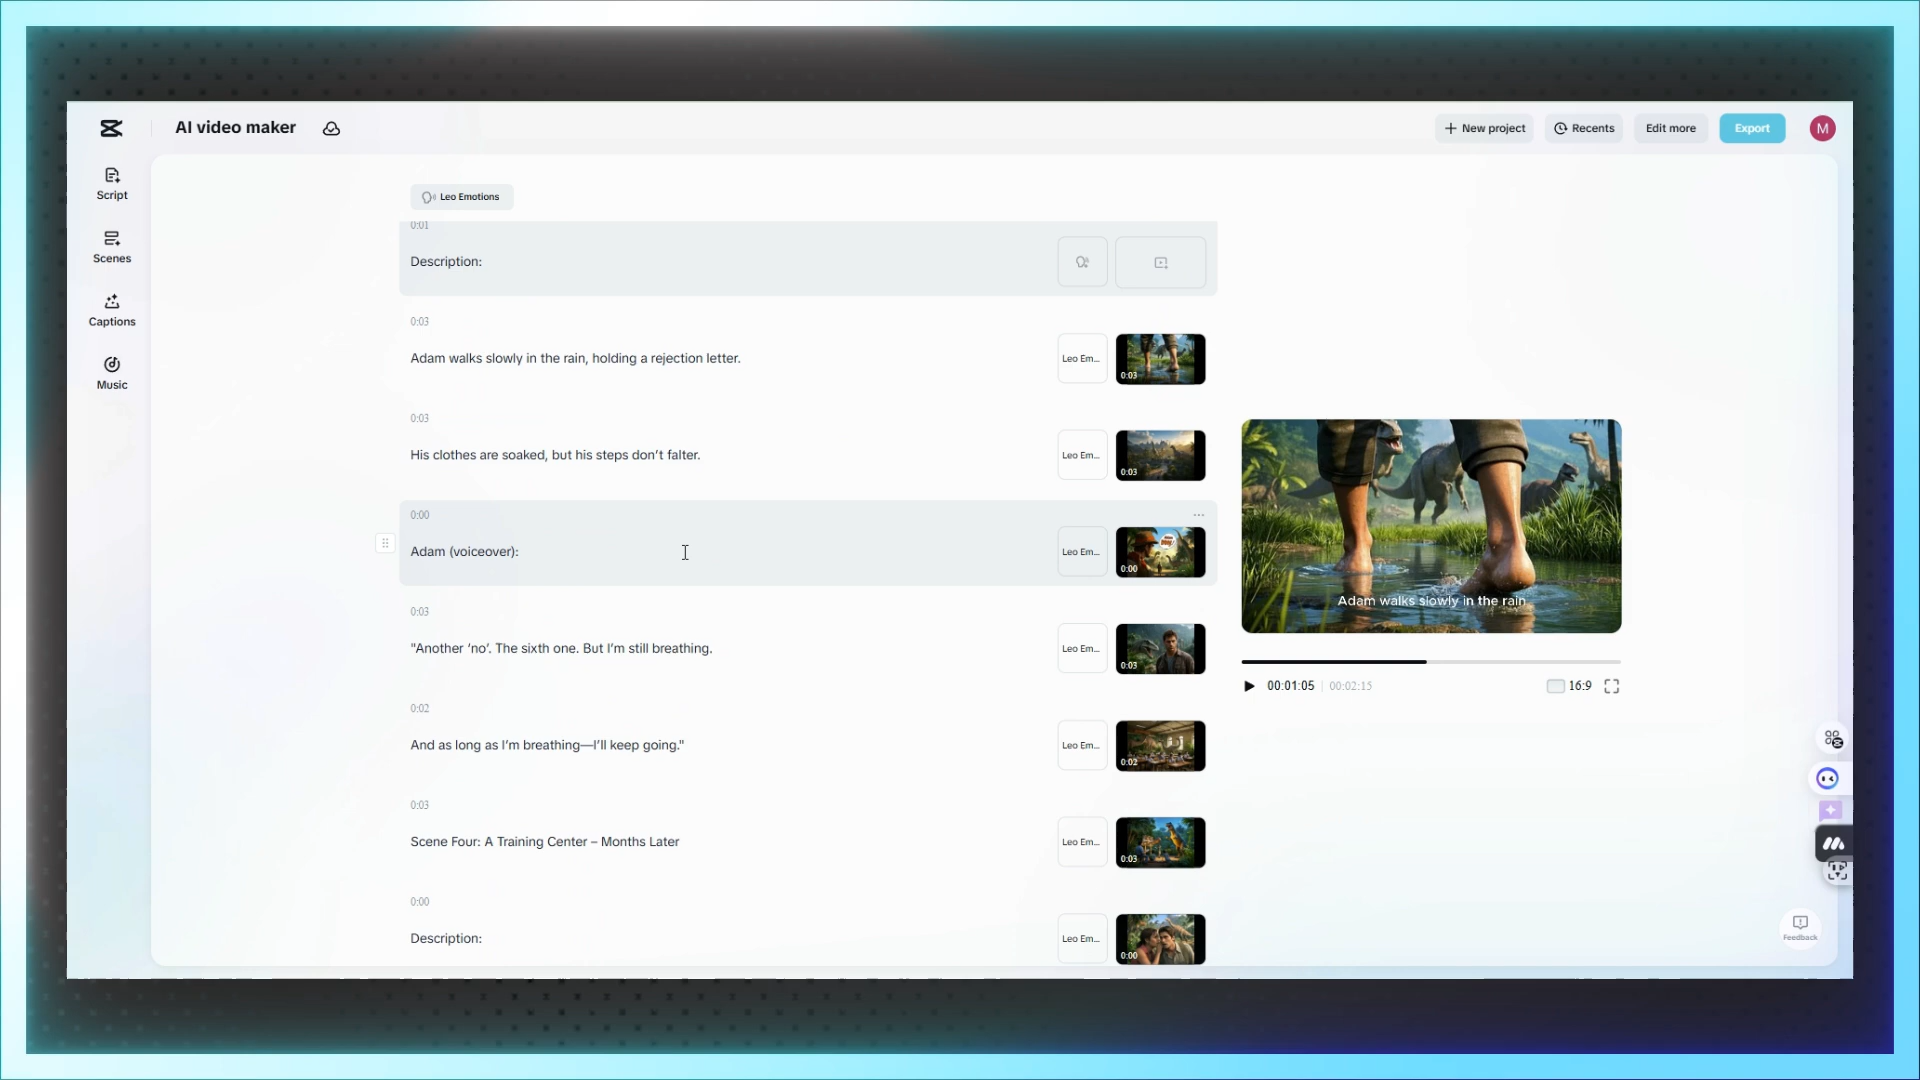 AI video maker
New project
Recents
Edit more
Export
M
Script
Scenes
Captions
Music
Leo Emotions
0:01
Description:
0:03
Adam walks slowly in the rain, holding a rejection letter.
Leo Em...
0:03
0:03
His clothes are soaked, but his steps don’t falter.
Leo Em...
0:03
0:00
Adam (voiceover):
Leo Em...
0:00
0:03
"Another ‘no’. The sixth one. But I’m still breathing.
Leo Em...
0:03
0:02
And as long as I’m breathing—I’ll keep going."
Leo Em...
0:02
0:03
Scene Four: A Training Center – Months Later
Leo Em...
0:03
0:00
Description:
Leo Em...
0:00
Adam walks slowly in the rain
00:01:05
00:02:15
16:9
Feedback